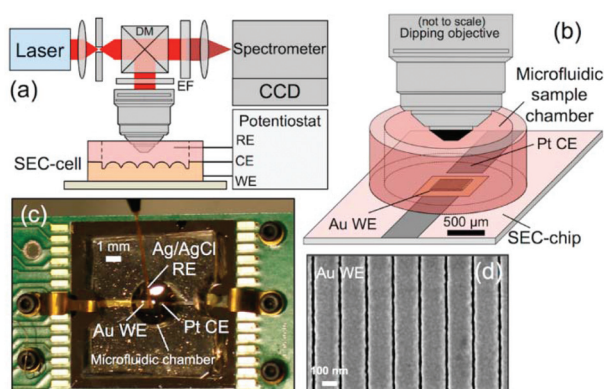 Laser
DM
EF
Spectrometer
CCD
(a)
Potentiostat
RE
CE
WE
SEC-cell
(not to scale)
Dipping objective
(b)
Microfluidic
sample
chamber
Pt CE
Au WE
500 µm
SEC-chip
(c)
1 mm
Ag/AgCl
RE
Au WE
Pt CE
Microfluidic chamber
Au WE
(d)
100 nm